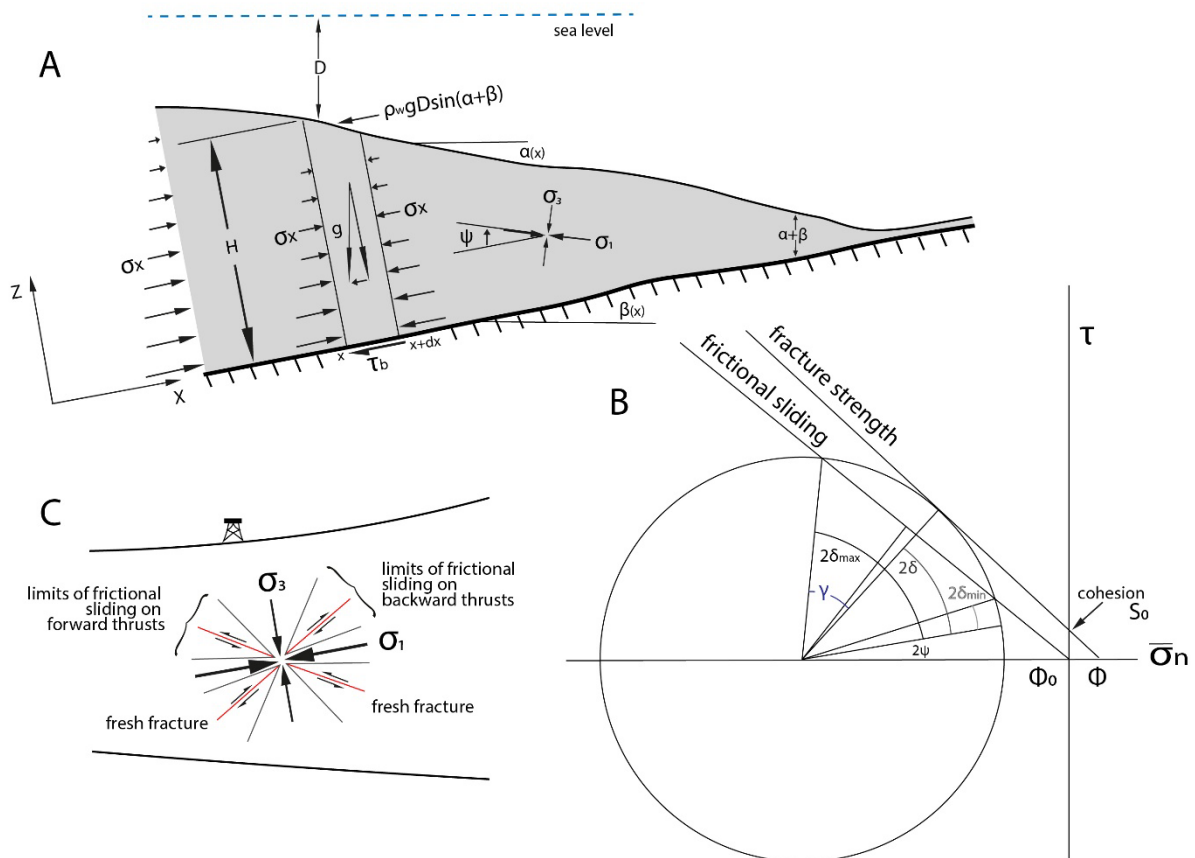 sea level
A
D
ρwgDsin(α+β)
α(x)
σx
H
σx
g
σx
ψ
σ3
σ1
α+β
Z
X
x
τb
x+dx
β(x)
τ
fracture strength
frictional sliding
B
2δmax
γ
2δ
2δmin
2ψ
cohesion
S0
σn
Φ0
Φ
C
limits of frictional
sliding on
forward thrusts
σ3
limits of frictional
sliding on
backward thrusts
σ1
fresh fracture
fresh fracture